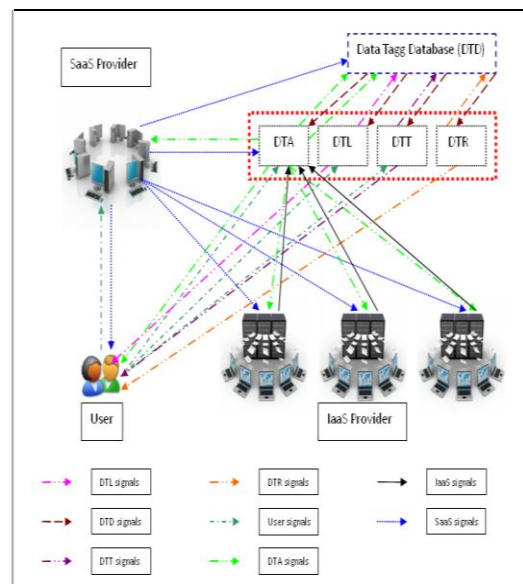 Data Tagg Database (DTD)
SaaS Provider
DTA
DTL
DTT
DTR
User
IaaS Provider
DTL signals
DTR signals
IaaS signals
DTD signals
User signals
SaaS signals
DTT signals
DTA signals